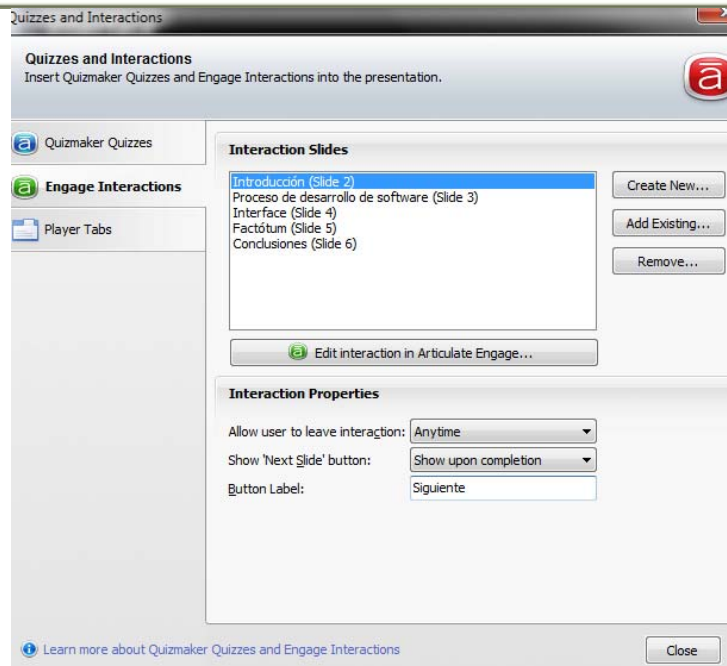 Quizzes and Interactions
Quizzes and Interactions
Insert Quizmaker Quizzes and Engage Interactions into the presentation.
Quizmaker Quizzes
Engage Interactions
Player Tabs
Interaction Slides
Introducción (Slide 2)
Proceso de desarrollo de software (Slide 3)
Interface (Slide 4)
Factótum (Slide 5)
Conclusiones (Slide 6)
Create New...
Add Existing...
Remove...
Edit interaction in Articulate Engage...
Interaction Properties
Allow user to leave interaction: Anytime
Show 'Next Slide' button: Show upon completion
Button Label: Siguiente
Learn more about Quizmaker Quizzes and Engage Interactions
Close